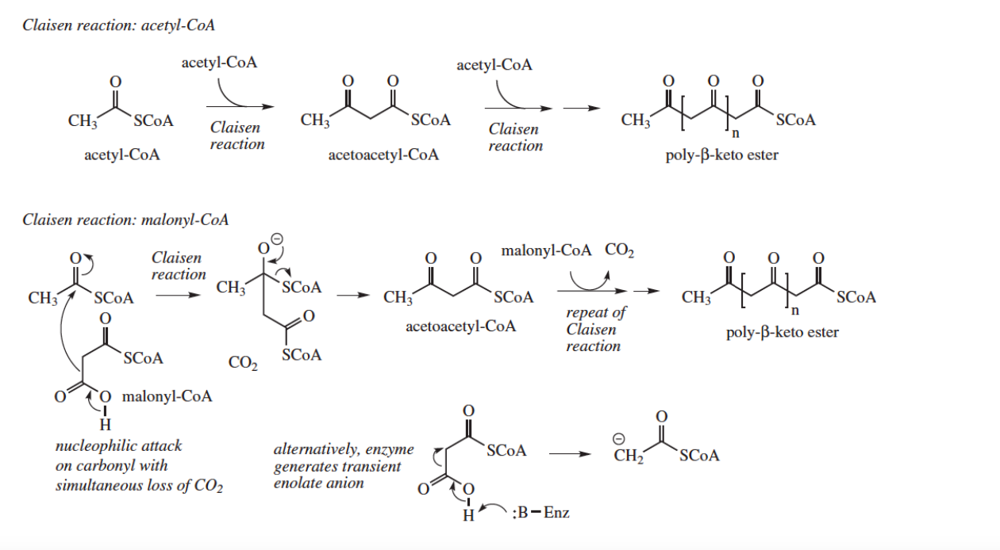 Claisen reaction: acetyl-CoA
acetyl-CoA
acetyl-CoA
O
O O
O O O
CH3 SCoA
Claisen
reaction
CH3 SCoA
Claisen
reaction
CH3 n SCoA
acetyl-CoA
acetoacetyl-CoA
poly-β-keto ester
Claisen reaction: malonyl-CoA
O
CH3 SCoA
O
SCoA
O O malonyl-CoA
H
Claisen
reaction
O⊖
CH3 SCoA
O
SCoA
CO2
O O
CH3 SCoA
acetoacetyl-CoA
malonyl-CoA CO2
repeat of
Claisen
reaction
O O O
CH3 n SCoA
poly-β-keto ester
nucleophilic attack
on carbonyl with
simultaneous loss of CO2
alternatively, enzyme
generates transient
enolate anion
O
SCoA
O O
H :B–Enz
O
⊖
CH2 SCoA